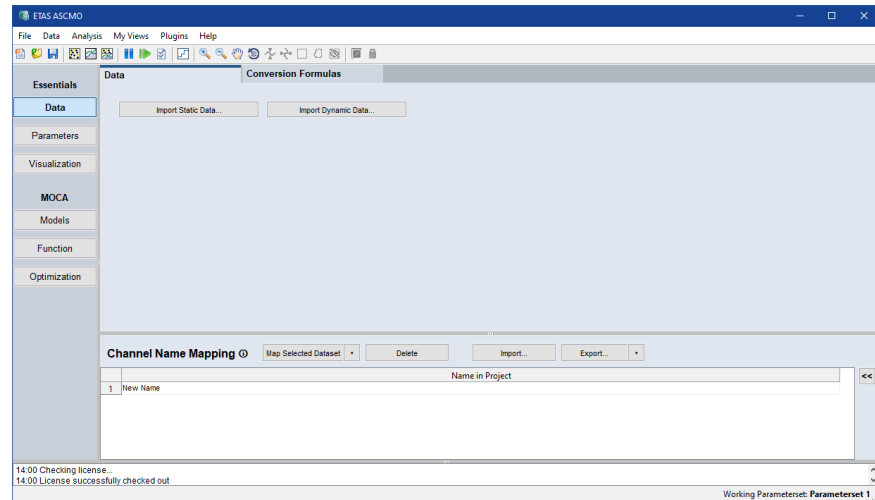 ETAS ASCMO
File Data Analysis My Views Plugins Help
Essentials
Data
Parameters
Visualization
MOCA
Models
Function
Optimization
Data Conversion Formulas
Import Static Data... Import Dynamic Data...
Channel Name Mapping Map Selected Dataset Delete Import... Export...
Name in Project
1 New Name
<<
14:00 Checking license...
14:00 License successfully checked out
Working Parameterset: Parameterset 1